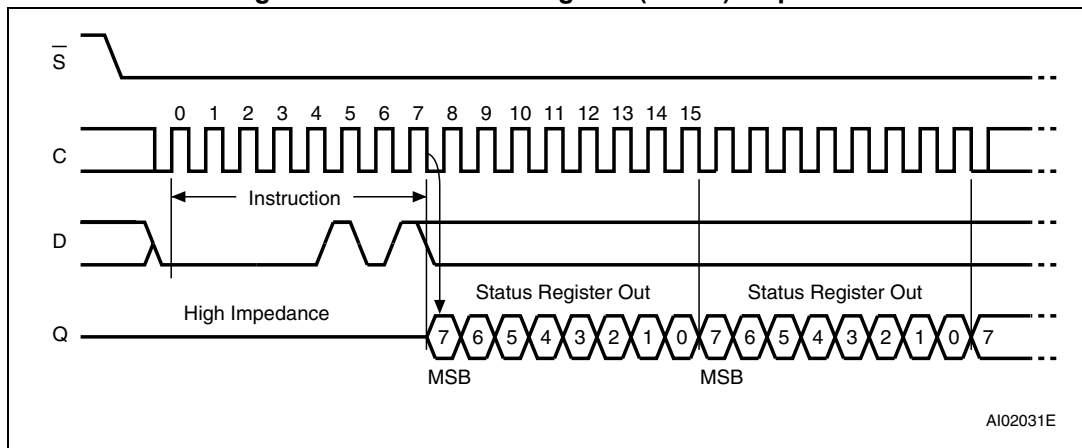 S
0 1 2 3 4 5 6 7 8 9 10 11 12 13 14 15
C
Instruction
D
Status Register Out Status Register Out
High Impedance
Q 7 6 5 4 3 2 1 0 7 6 5 4 3 2 1 0 7
MSB MSB
AI02031E